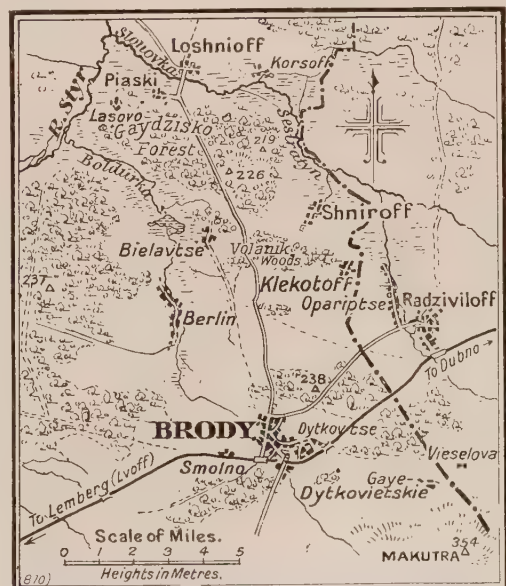 Slonovka
Loshnioff
Korsoff
Piaski
R. Styr
Lasovo
Gaydzisko
Forest
219
Sestratyn
226
Boldurka
Shniroff
Bielavtse
Volanik
Woods
Klekotoff
237
Opariptse
Radziviloff
Berlin
To Dubno
238
BRODY
Dytkovtse
Smolno
Vieselova
Gaye
Dytkovietskie
To Lemberg (Lvoff)
Scale of Miles.
0 1 2 3 4 5
Heights in Metres.
354
MAKUTRA
810)